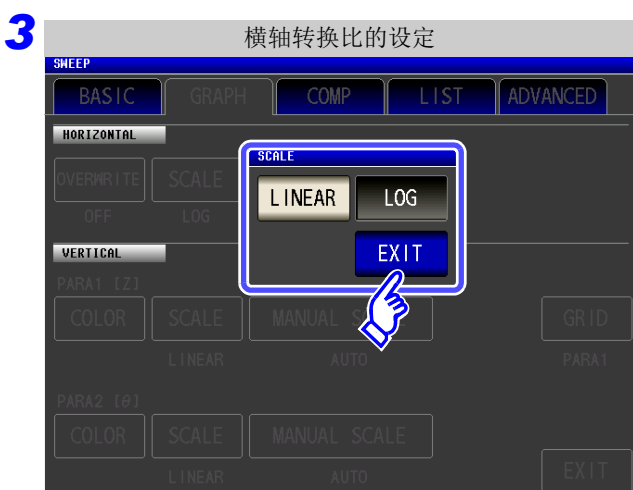 3
横轴转换比的设定
SWEEP
BASIC GRAPH COMP LIST ADVANCED
HORIZONTAL
OVERWRITE SCALE
OFF LOG
SCALE
LINEAR LOG
EXIT
VERTICAL
PARA1 [Z]
COLOR SCALE MANUAL GRID
LINEAR AUTO PARA1
PARA2 [θ]
COLOR SCALE MANUAL SCALE
LINEAR AUTO EXIT